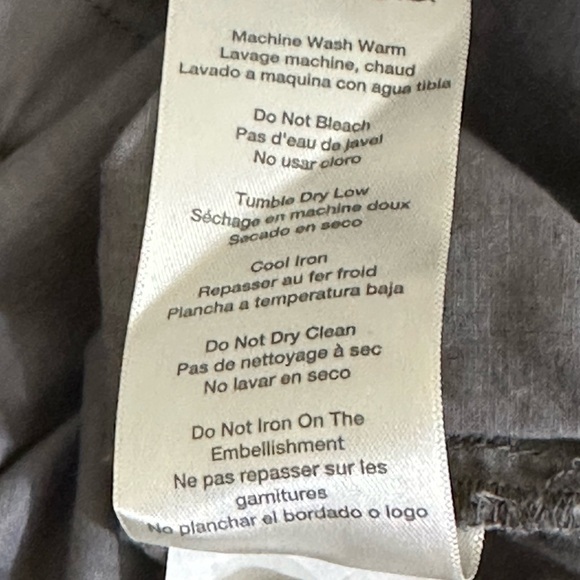 Machine Wash Warm
Lavage machine, chaud
Lavado a maquina con agua tibia
Do Not Bleach
Pas d'eau de javel
No usar cloro
Tumble Dry Low
Séchage en machine doux
Secado en seco
Cool Iron
Repasser au fer froid
Plancha a temperatura baja
Do Not Dry Clean
Pas de nettoyage à sec
No lavar en seco
Do Not Iron On The
Embellishment
Ne pas repasser sur les
garnitures
No planchar el bordado o logo